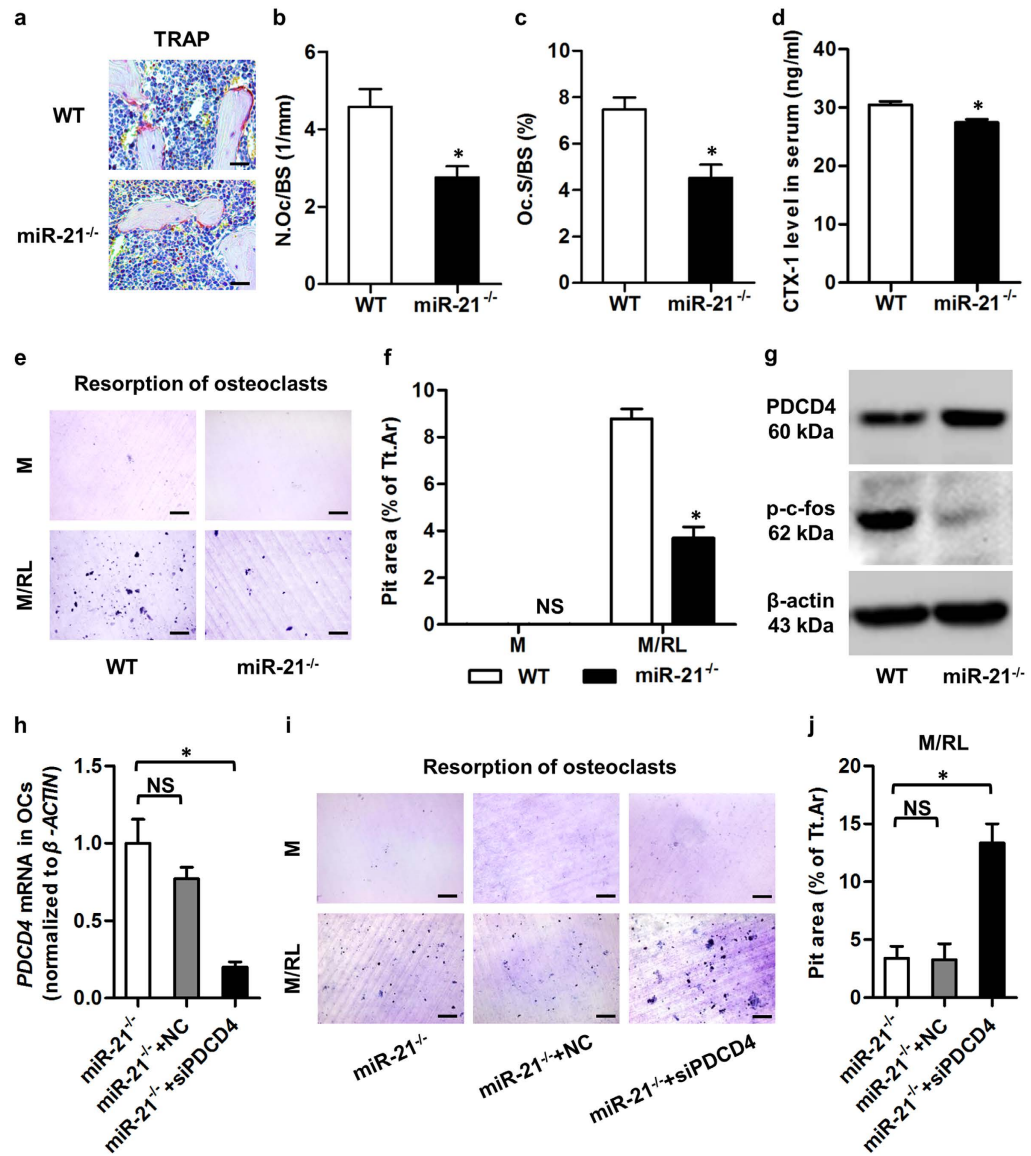 a
TRAP
WT
miR-21-/-
b
N.Oc/BS (1/mm)
6
4
2
0
*
WT
miR-21-/-
c
Oc.S/BS (%)
10
8
6
4
2
0
*
WT
miR-21-/-
d
CTX-1 level in serum (ng/ml)
40
30
20
10
0
*
WT
miR-21-/-
e
Resorption of osteoclasts
M
M/RL
WT
miR-21-/-
f
Pit area (% of Tt.Ar)
10
8
6
4
2
0
NS
*
M
M/RL
WT
miR-21-/-
g
PDCD4
60 kDa
p-c-fos
62 kDa
β-actin
43 kDa
WT
miR-21-/-
h
PDCD4 mRNA in OCs
(normalized to β-ACTIN)
1.5
1.0
0.5
0.0
*
NS
miR-21-/-
miR-21-/-+NC
miR-21-/-+siPDCD4
i
Resorption of osteoclasts
M
M/RL
miR-21-/-
miR-21-/-+NC
miR-21-/-+siPDCD4
j
M/RL
Pit area (% of Tt.Ar)
20
15
10
5
0
*
NS
miR-21-/-
miR-21-/-+NC
miR-21-/-+siPDCD4